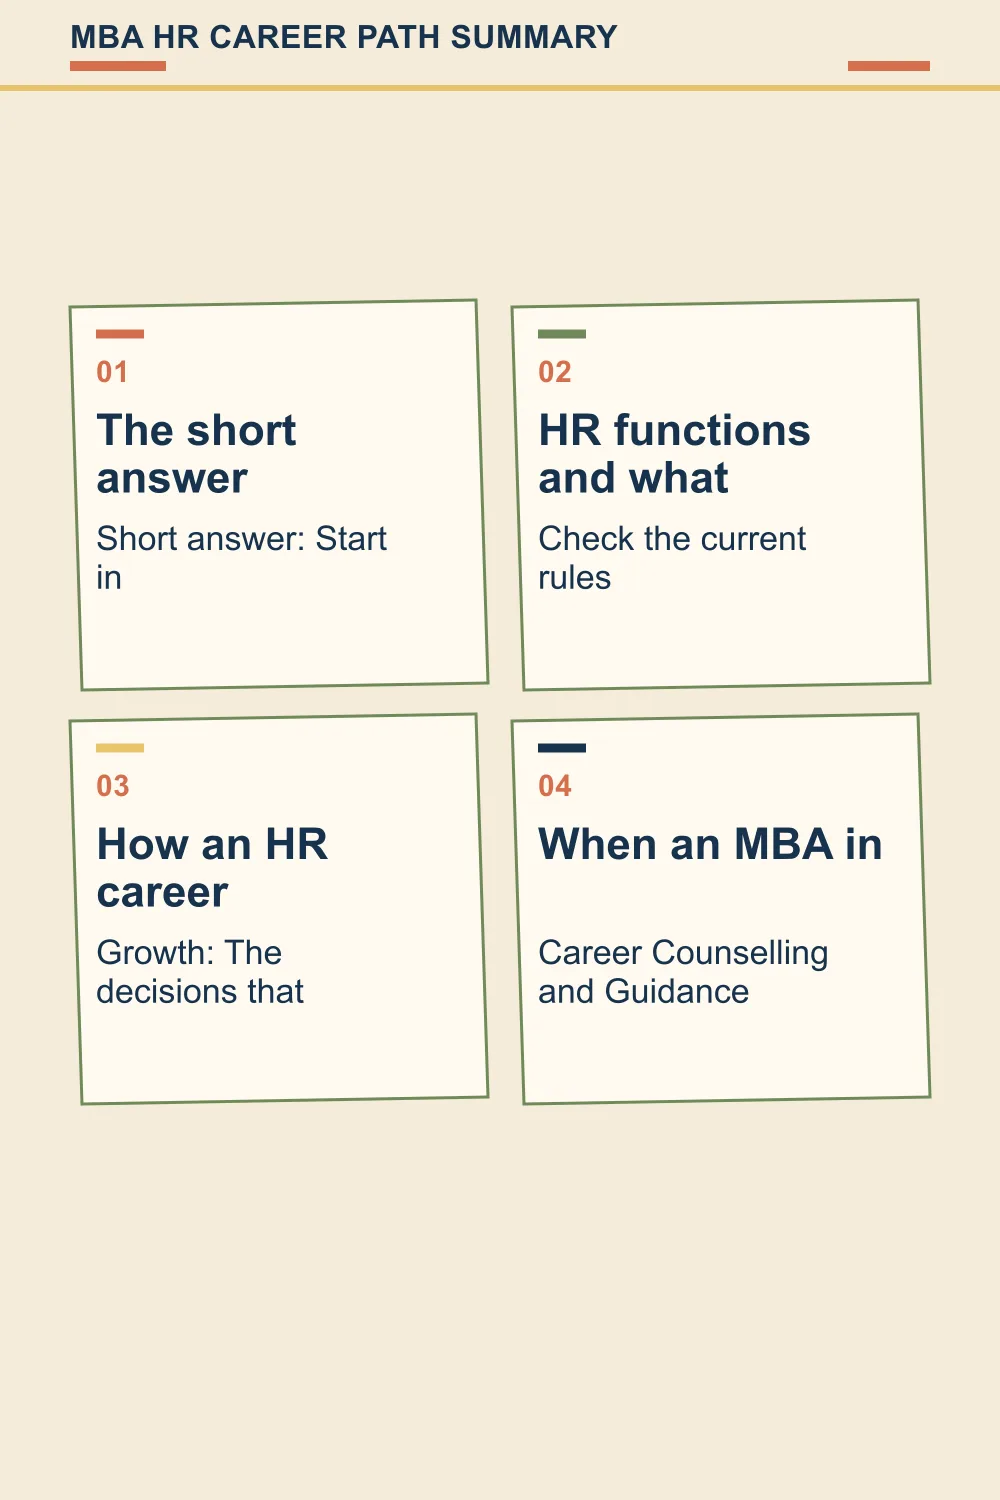 MBA HR CAREER PATH SUMMARY
01
The short
answer
Short answer: Start
in
02
HR functions
and what
Check the current
rules
03
How an HR
career
Growth: The
decisions that
04
When an MBA in
Career Counselling
and Guidance